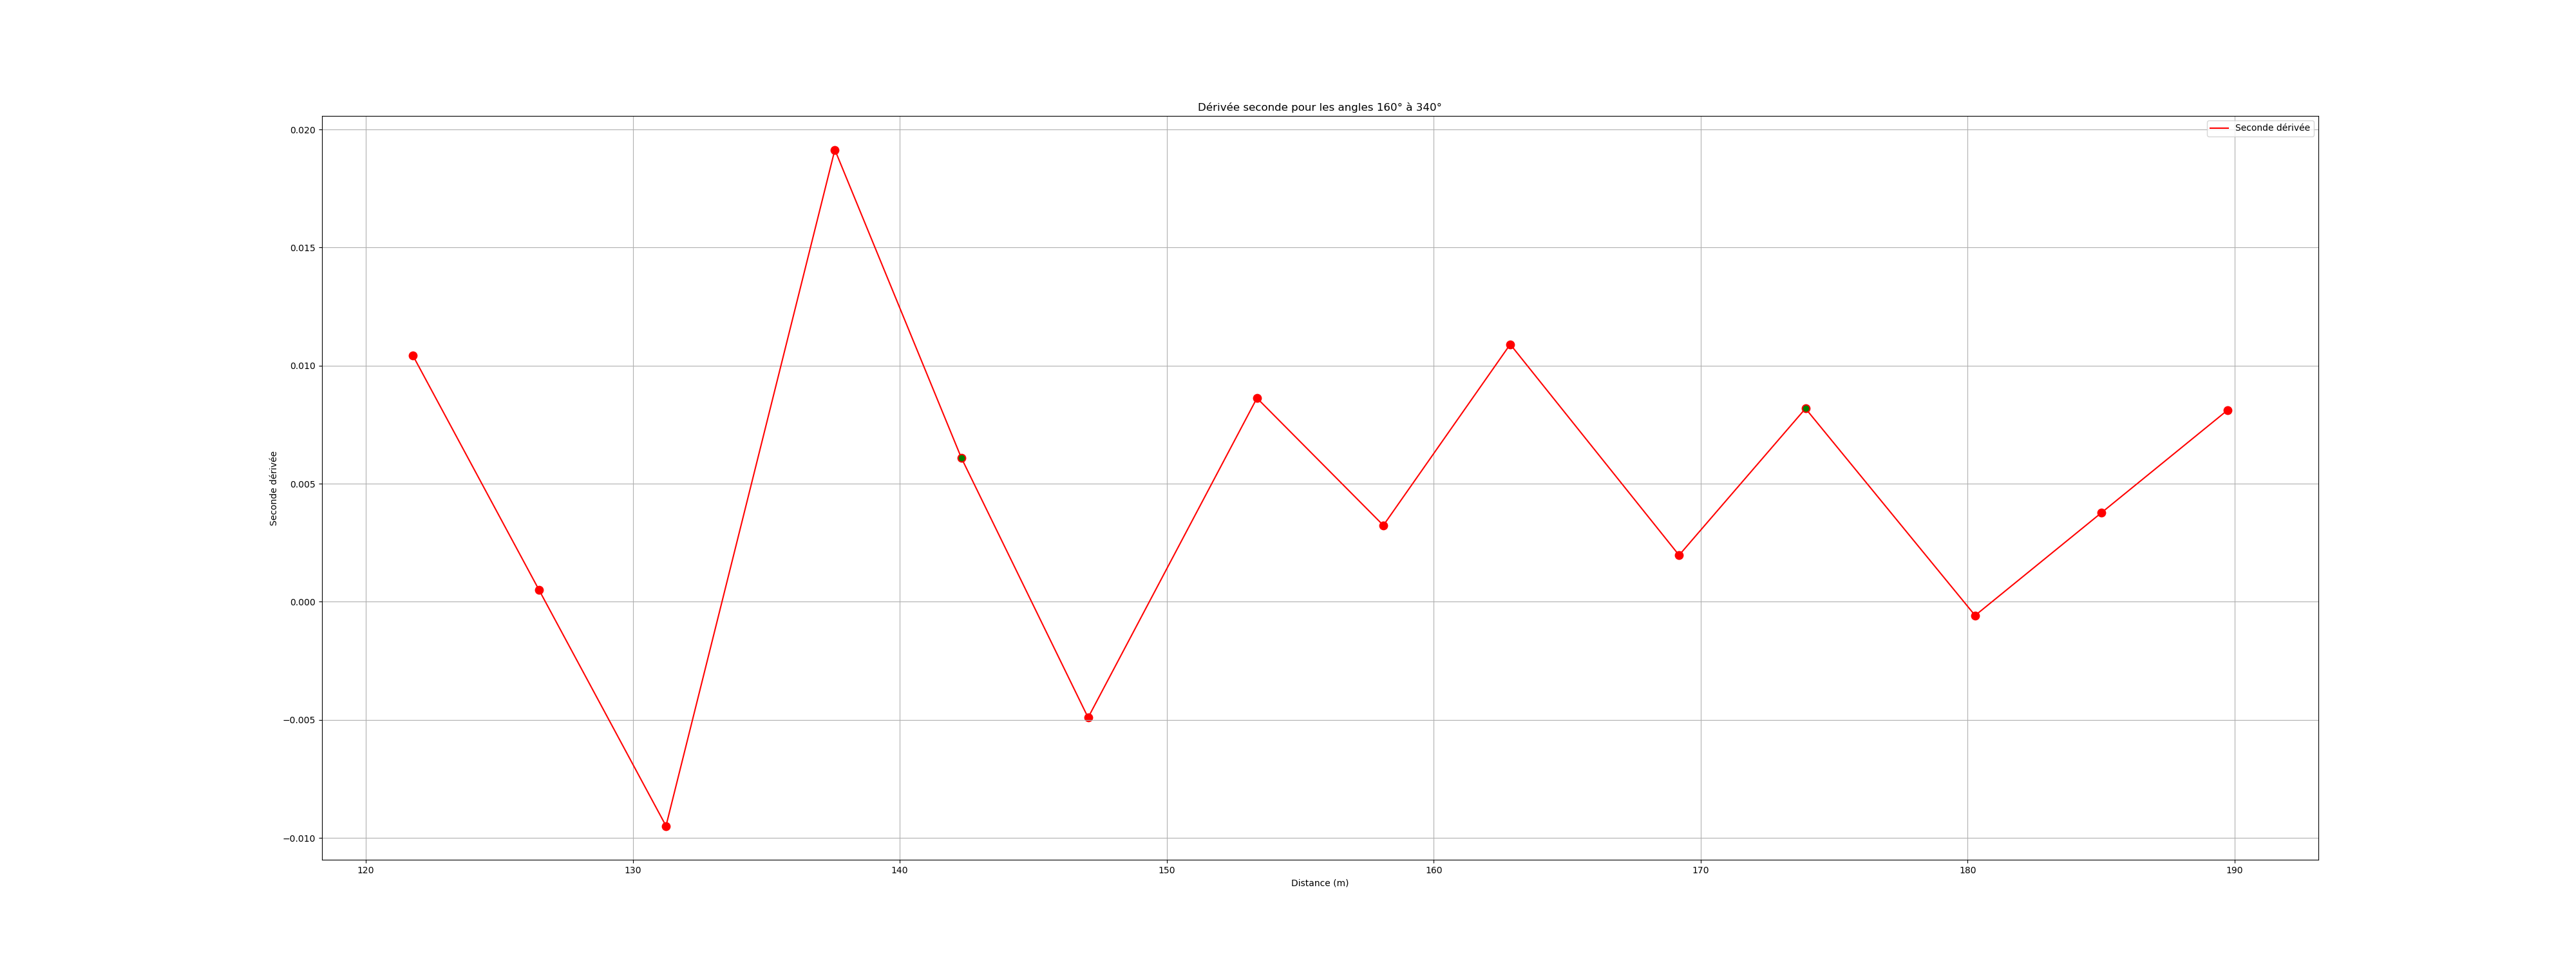 Dérivée seconde pour les angles 160° à 340°
Seconde dérivée
0.020
0.015
0.010
0.005
0.000
−0.005
−0.010
Seconde dérivée
120 130 140 150 160 170 180 190
Distance (m)